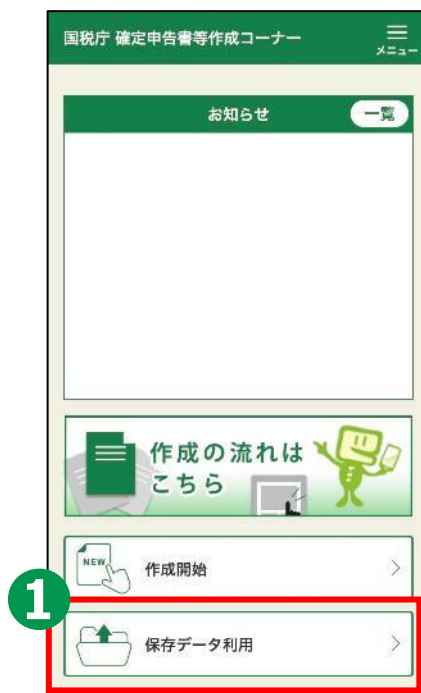 国税庁 確定申告書等作成コーナー
メニュー
お知らせ
一覧
作成の流れは
こちら
NEW
作成開始
1
保存データ利用